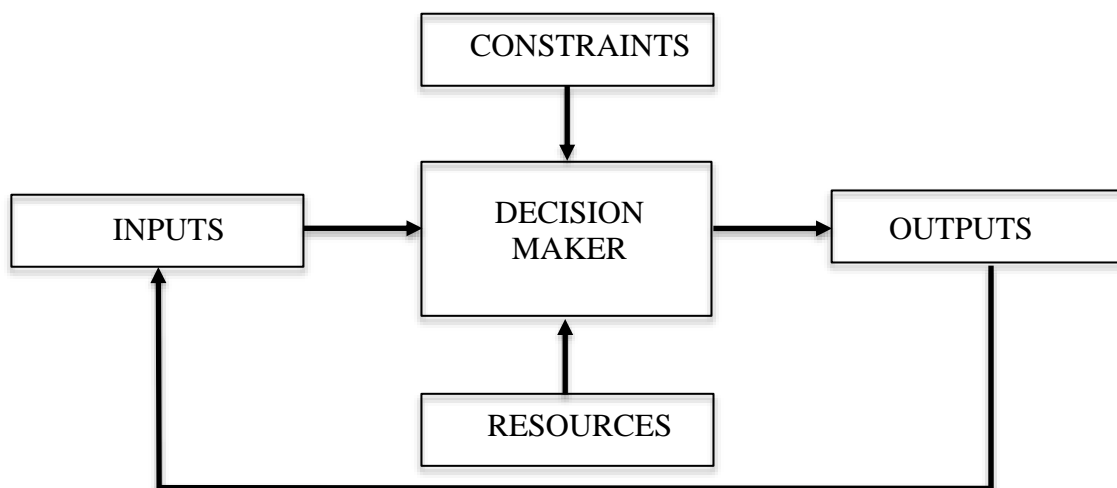 CONSTRAINTS
INPUTS
DECISION
MAKER
OUTPUTS
RESOURCES